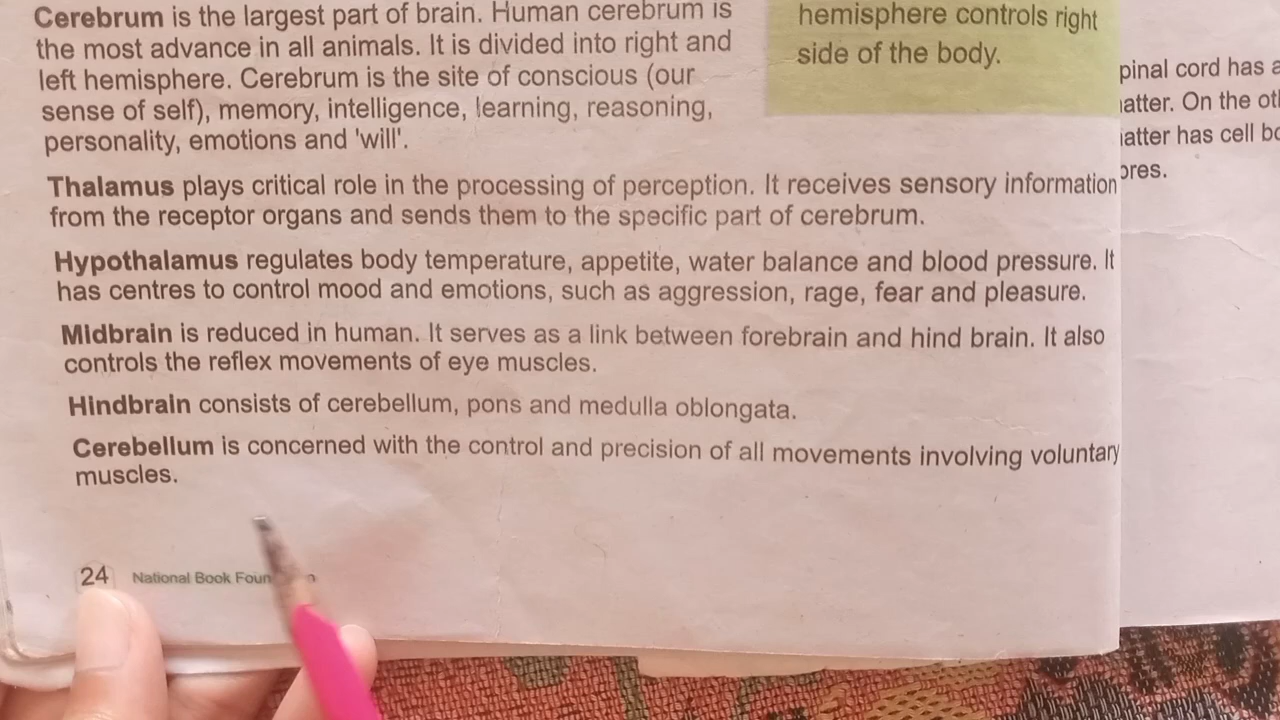 Cerebrum is the largest part of brain. Human cerebrum is
the most advance in all animals. It is divided into right and
left hemisphere. Cerebrum is the site of conscious (our
sense of self), memory, intelligence, learning, reasoning,
personality, emotions and 'will'.
hemisphere controls right
side of the body.
Thalamus plays critical role in the processing of perception. It receives sensory information
from the receptor organs and sends them to the specific part of cerebrum.
Hypothalamus regulates body temperature, appetite, water balance and blood pressure. It
has centres to control mood and emotions, such as aggression, rage, fear and pleasure.
Midbrain is reduced in human. It serves as a link between forebrain and hind brain. It also
controls the reflex movements of eye muscles.
Hindbrain consists of cerebellum, pons and medulla oblongata.
Cerebellum is concerned with the control and precision of all movements involving voluntary
muscles.
24 National Book
cord has
On the
has cell